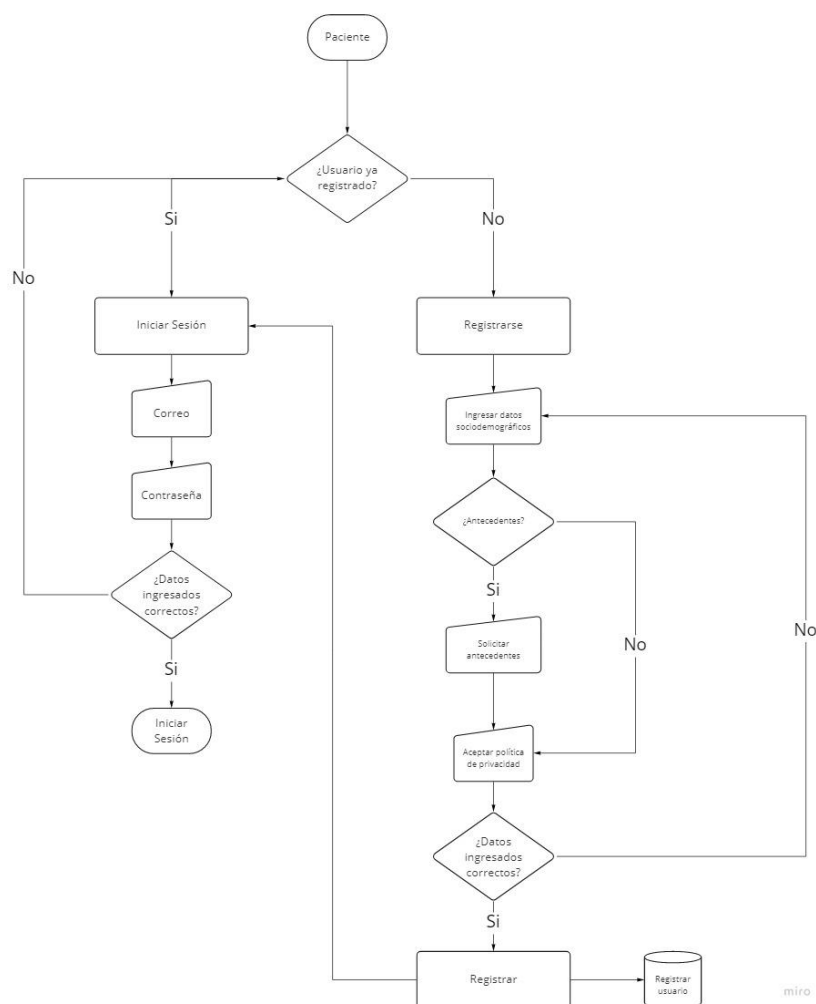 Paciente
¿Usuario ya
registrado?
Si
No
No
Iniciar Sesión
Registrarse
Correo
Ingresar datos
sociodemográficos
Contraseña
¿Antecedentes?
¿Datos
ingresados
correctos?
Si
No
No
Solicitar
antecedentes
Si
Iniciar
Sesión
Aceptar política
de privacidad
¿Datos
ingresados
correctos?
Si
Registrar
Registrar
usuario
miro